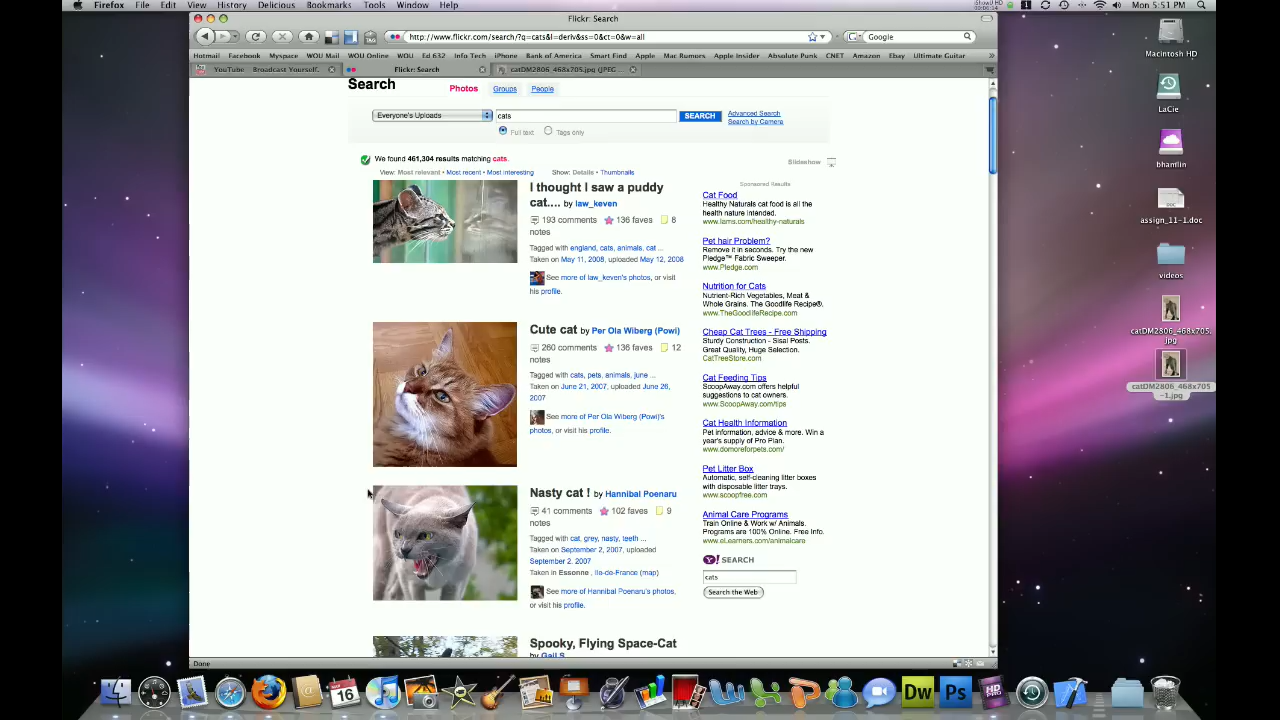 Firefox File Edit View History Delicious Bookmarks Tools Window Help
Mon 5:51 PM
Flickr: Search
http://www.flickr.com/search/?q=cats&l=deriv&ss=0&ct=0&w=all
Google
Hotmail Facebook Myspace WOU Mail WOU Online WOU Ed 632 Info Tech iPhone Bank of America Smart Find Apple Mac Rumors Apple Insider Absolute Punk CNET Amazon Ebay Ultimate Guitar
YouTube Broadcast Yourself.
Flickr: Search
catDM2806_468x705.jpg (JPEG ...
Search Photos Groups People
Everyone's Uploads
cats
SEARCH
Advanced Search
Search by Camera
Full text Tags only
We found 461,304 results matching cats.
Slideshow
View: Most relevant • Most recent • Most interesting Show: Details • Thumbnails
I thought I saw a puddy
cat.... by law_keven
193 comments 136 faves 6
notes
Tagged with england, cats, animals, cat ...
Taken on May 11, 2008, uploaded May 12, 2008
See more of law_keven's photos, or visit
his profile.
Cute cat by Per Ola Wiberg (Powi)
260 comments 136 faves 12
notes
Tagged with cats, pets, animals, june ...
Taken on June 21, 2007, uploaded June 26,
2007
See more of Per Ola Wiberg (Powi)'s
photos, or visit his profile.
Nasty cat ! by Hannibal Poenaru
41 comments 102 faves 9
notes
Tagged with cat, grey, nasty, teeth ...
Taken on September 2, 2007, uploaded
September 2, 2007
Taken in Essonne , Ile-de-France (map)
See more of Hannibal Poenaru's photos,
or visit his profile.
Spooky, Flying Space-Cat
by Gail S
Sponsored Results
Cat Food
Healthy Naturals cat food is all the
health nature intended.
www.Iams.com/healthy-naturals
Pet hair Problem?
Remove it in seconds. Try the new
Pledge™ Fabric Sweeper.
www.Pledge.com
Nutrition for Cats
Nutrient-Rich Vegetables, Meat &
Whole Grains. The Goodlife Recipe®.
www.TheGoodlifeRecipe.com
Cheap Cat Trees - Free Shipping
Sturdy Construction - Sisal Posts.
Great Quality, Huge Selection.
CatTreeStore.com
Cat Feeding Tips
ScoopAway.com offers helpful
suggestions to cat owners.
www.ScoopAway.com/tips
Cat Health Information
Pet information, advice & more. Win a
year's supply of Pro Plan.
www.domoreforpets.com/
Pet Litter Box
Automatic, self-cleaning litter boxes
with disposable litter trays.
www.scoopfree.com
Animal Care Programs
Train Online & Work w/ Animals.
Programs are 100% Online. Free Info.
www.eLearners.com/animalcare
Y! SEARCH
cats
Search the Web
Done
Macintosh HD
LaCie
bhamlin
assign_11-1.doc
videos
catDM2806_468x705.
jpg
catDM2806_468x705
-1.jpg
MAR
16
Dw
Ps
HD
PRO